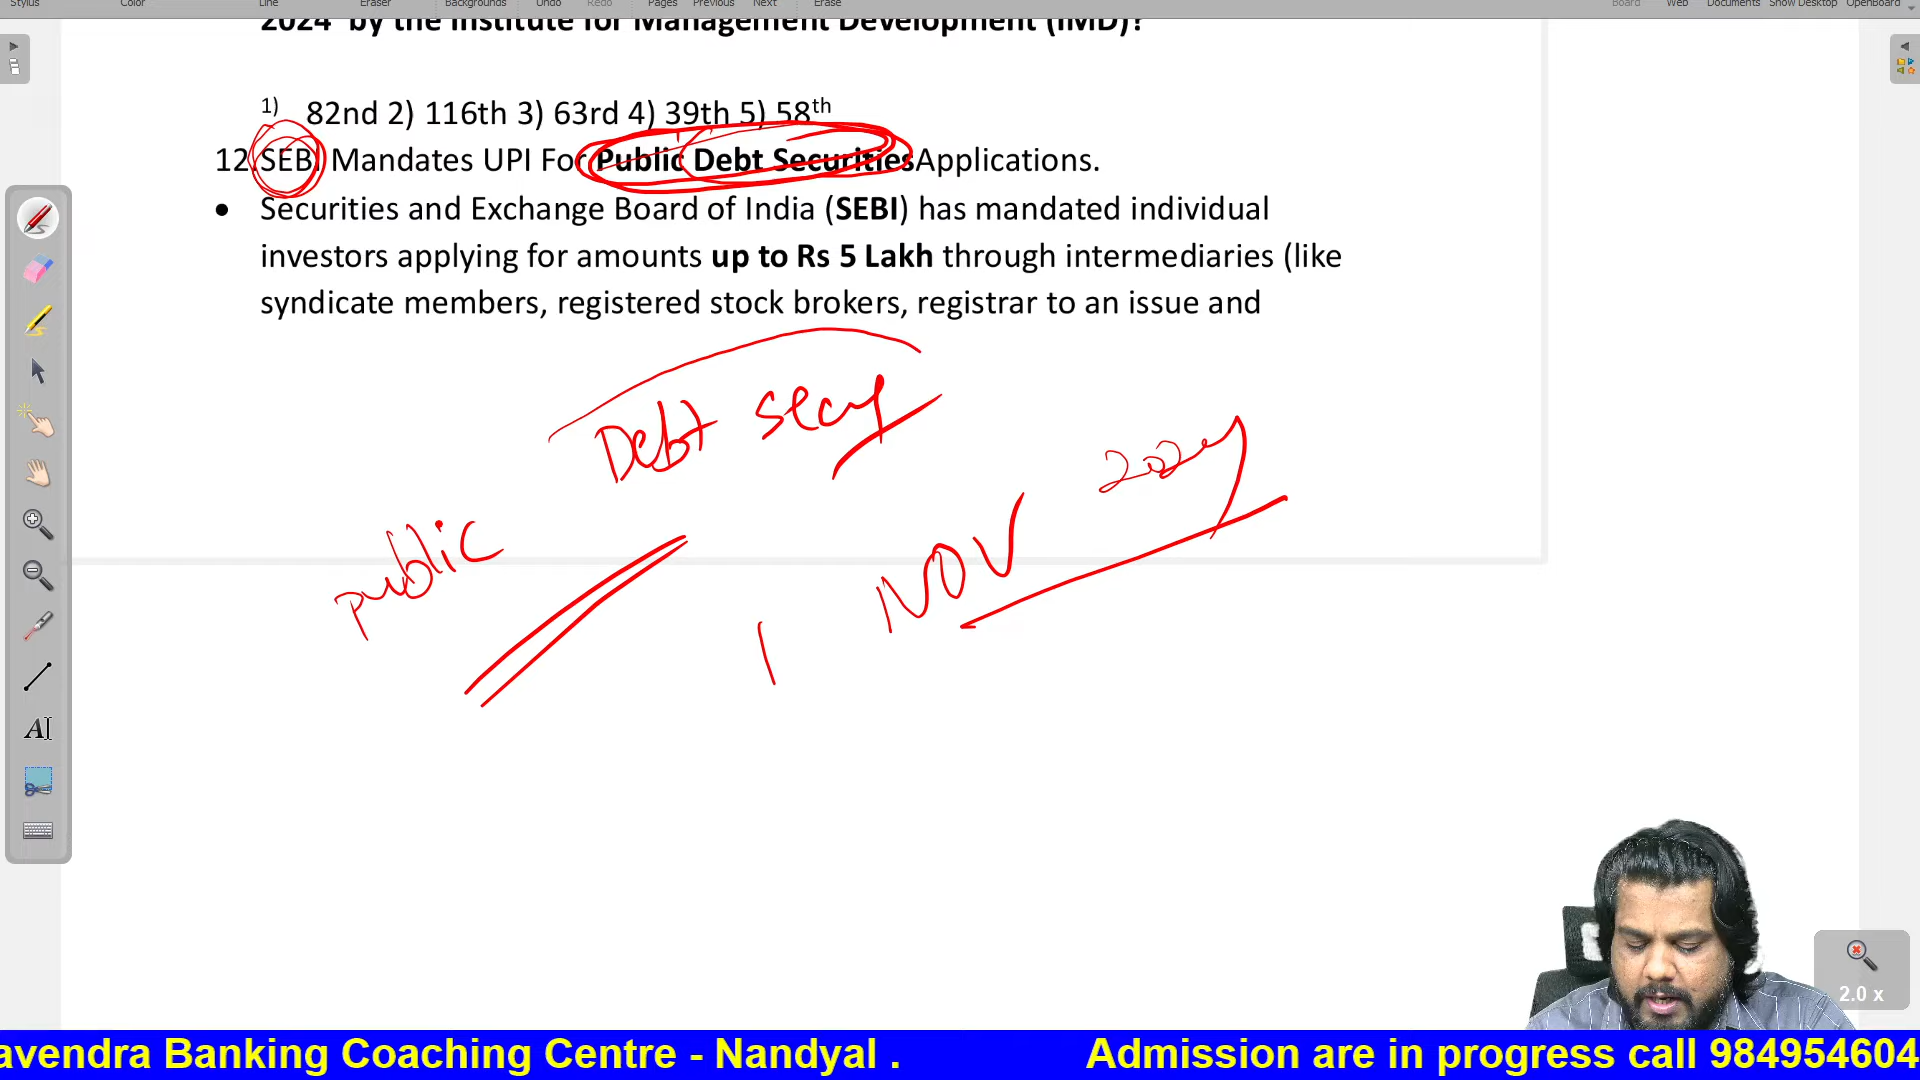 Stylus Color Line Eraser Backgrounds Undo Redo Pages Previous Next Erase Board Web Documents Show Desktop OpenBoard
2024 by the Institute for Management Development (IMD)?
1) 82nd 2) 116th 3) 63rd 4) 39th 5) 58th
12.SEBI Mandates UPI For Public Debt Securities Applications.
• Securities and Exchange Board of India (SEBI) has mandated individual
investors applying for amounts up to Rs 5 Lakh through intermediaries (like
syndicate members, registered stock brokers, registrar to an issue and
Debt
2024
public
1 NOV
2.0 x
avendra Banking Coaching Centre - Nandyal . Admission are in progress call 984954604